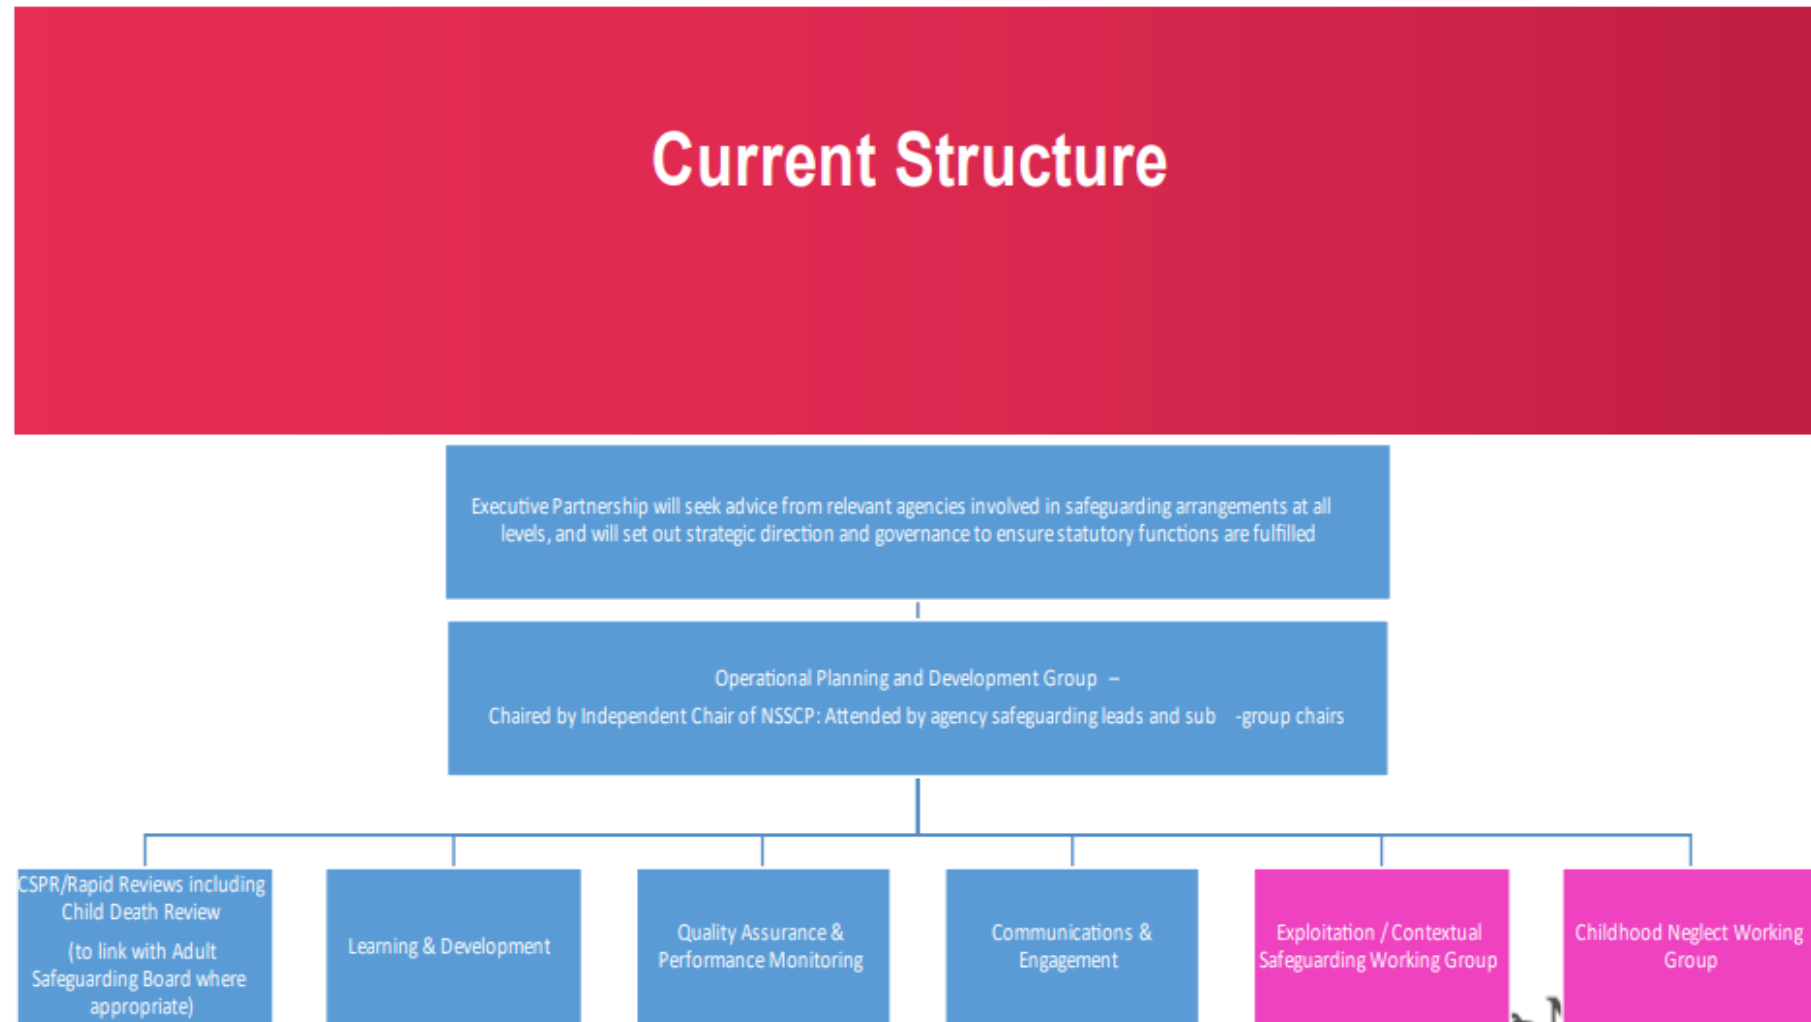 Current Structure
Executive Partnership will seek advice from relevant agencies involved in safeguarding arrangements at all
levels, and will set out strategic direction and governance to ensure statutory functions are fulfilled
Operational Planning and Development Group –
Chaired by Independent Chair of NSSCP: Attended by agency safeguarding leads and sub -group chairs
CSPR/Rapid Reviews including
Child Death Review
(to link with Adult
Safeguarding Board where
appropriate)
Learning & Development
Quality Assurance &
Performance Monitoring
Communications &
Engagement
Exploitation / Contextual
Safeguarding Working Group
Childhood Neglect Working
Group